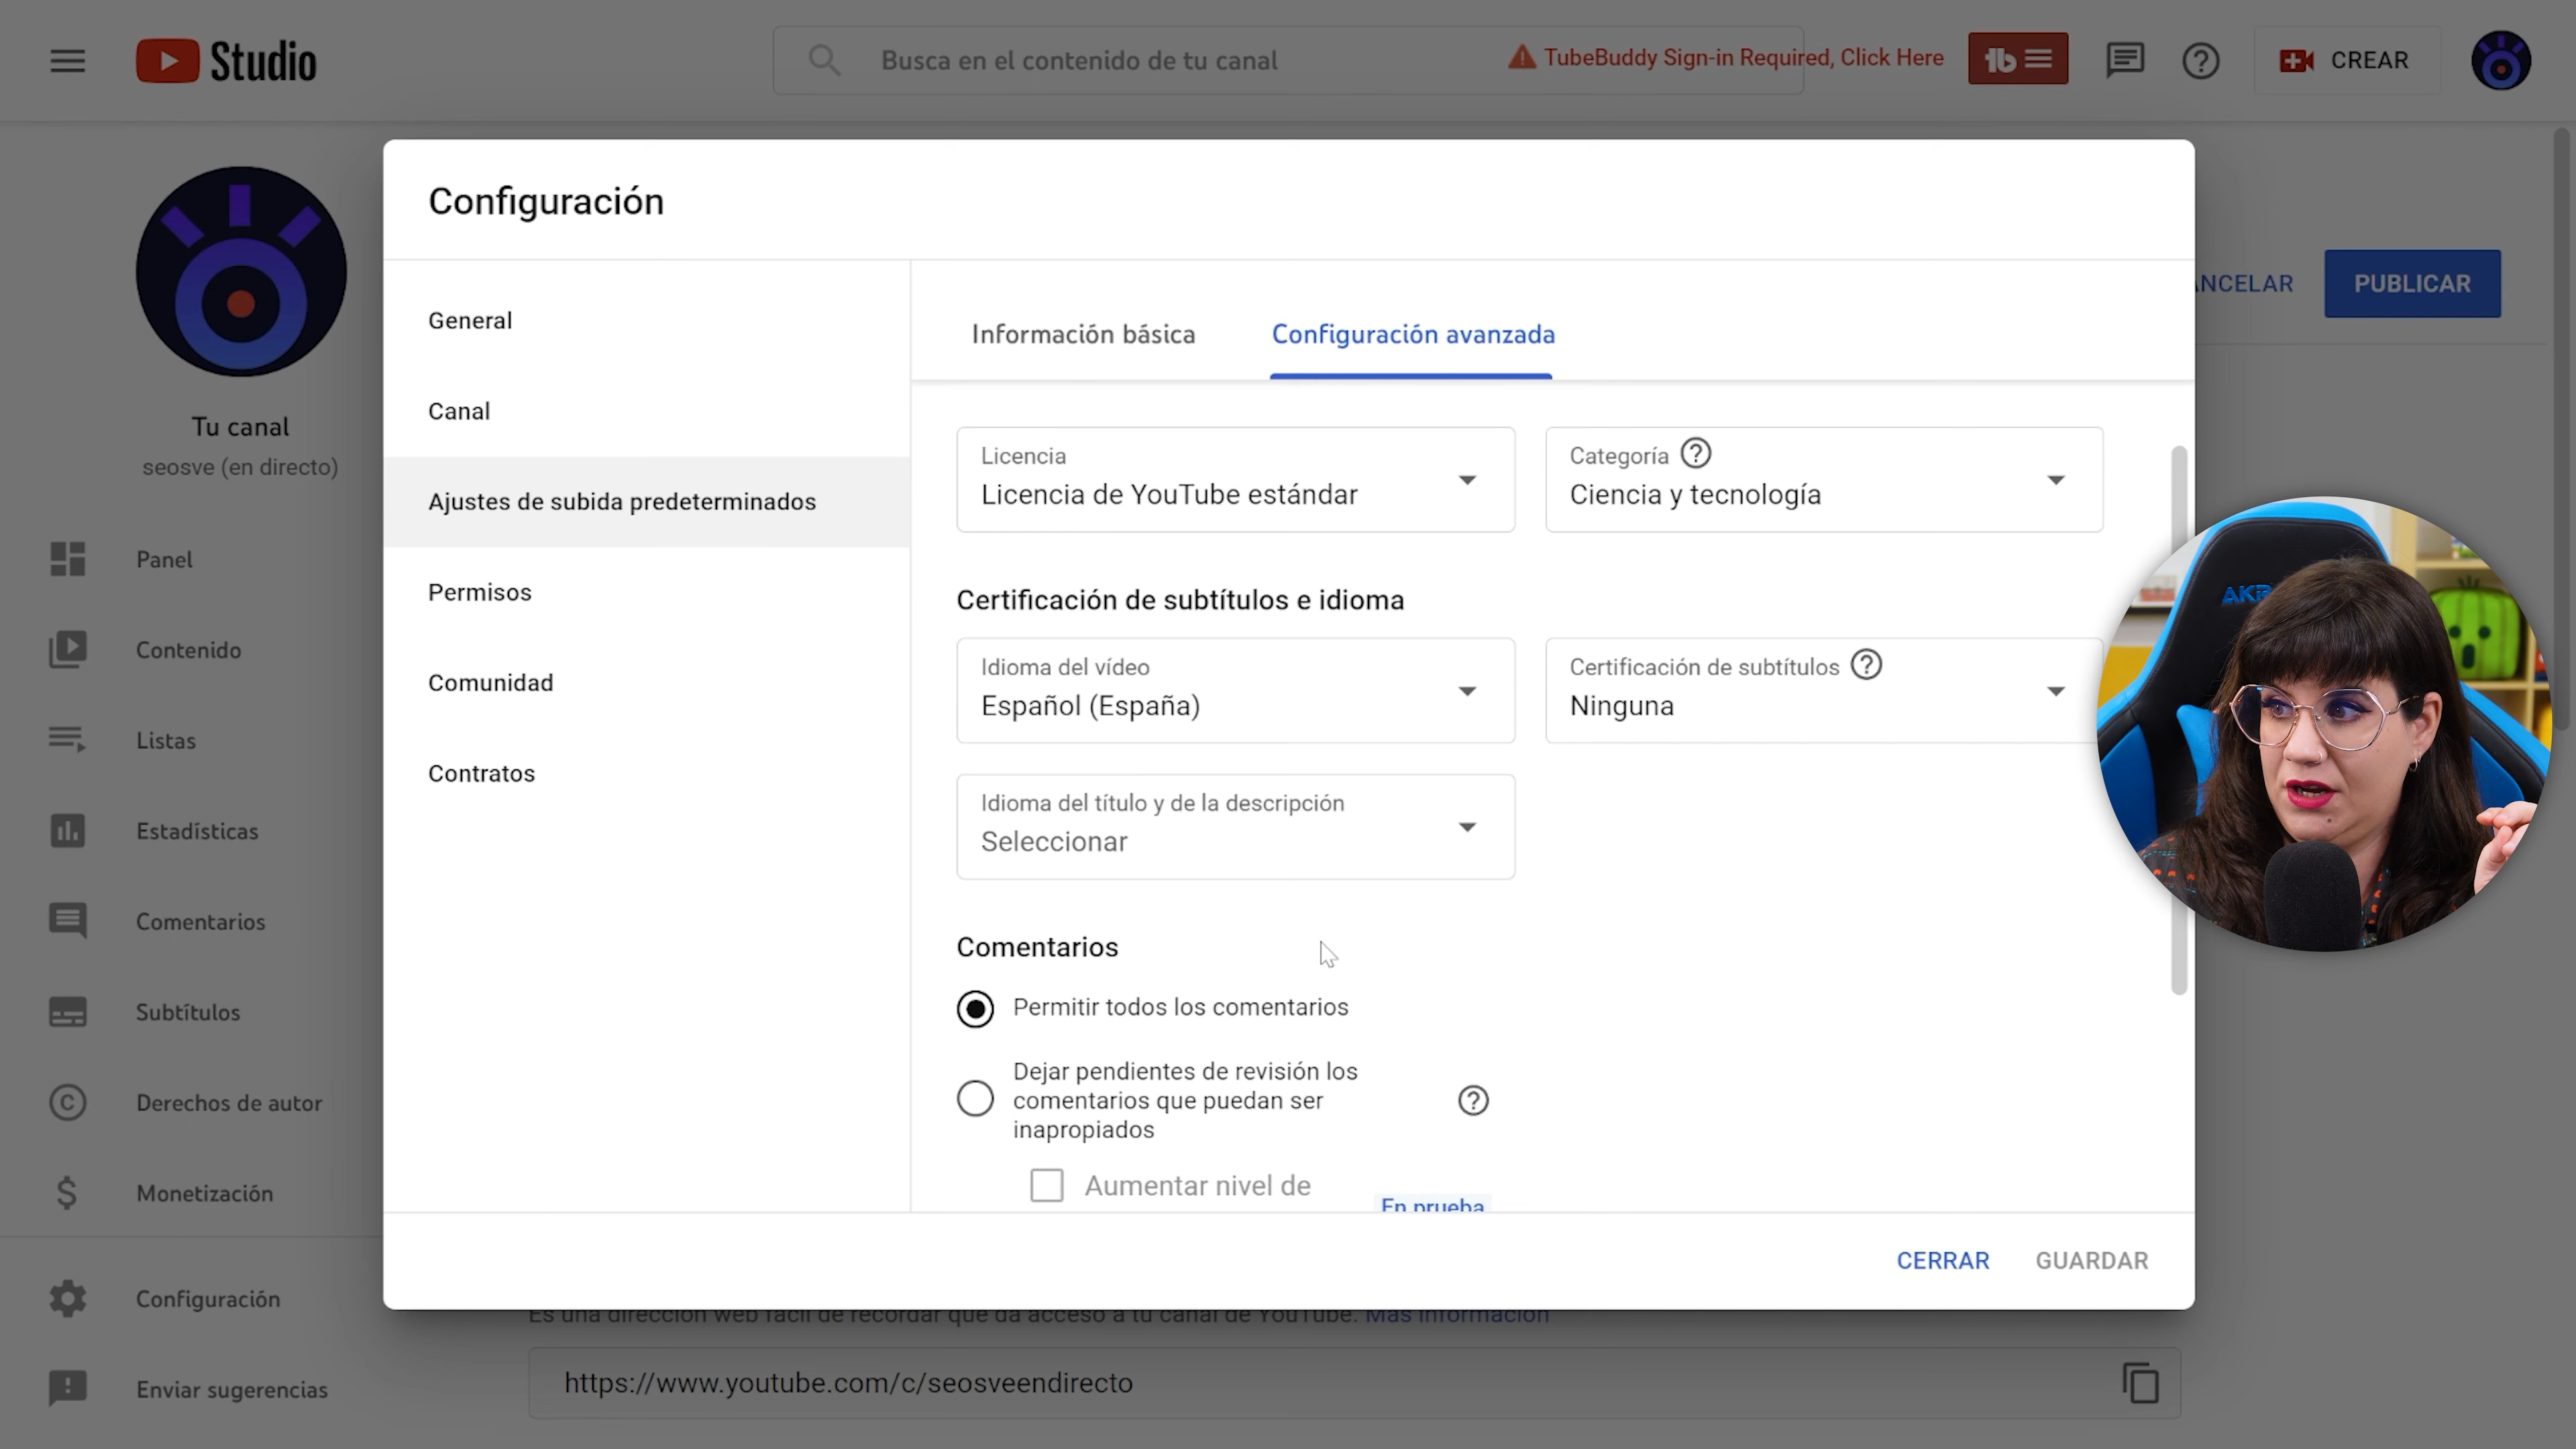 Studio
Busca en el contenido de tu canal
TubeBuddy Sign-in Required, Click Here
tb
CREAR
Configuración
ANCELAR
PUBLICAR
Tu canal
seosve (en directo)
Panel
Contenido
Listas
Estadísticas
Comentarios
Subtítulos
Derechos de autor
Monetización
Configuración
Enviar sugerencias
General
Canal
Ajustes de subida predeterminados
Permisos
Comunidad
Contratos
Información básica
Configuración avanzada
Licencia
Licencia de YouTube estándar
Categoría
Ciencia y tecnología
Certificación de subtítulos e idioma
Idioma del vídeo
Español (España)
Certificación de subtítulos
Ninguna
Idioma del título y de la descripción
Seleccionar
Comentarios
Permitir todos los comentarios
Dejar pendientes de revisión los
comentarios que puedan ser
inapropiados
Aumentar nivel de
En prueba
CERRAR
GUARDAR
Es una dirección web fácil de recordar que da acceso a tu canal de YouTube. Más información
https://www.youtube.com/c/seosveendirecto